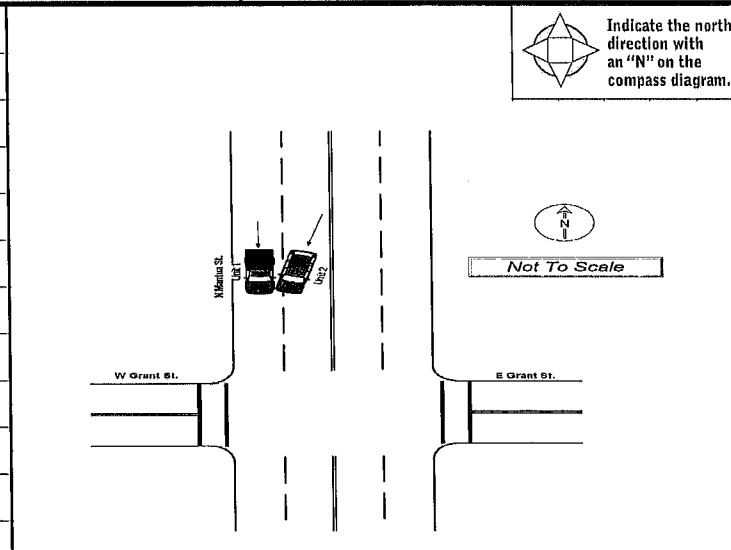 Indicate the north
direction with
an "N" on the
compass diagram.
N
Not To Scale
N Mantua St.
Unit 1
Unit 2
W Grant St.
E Grant St.